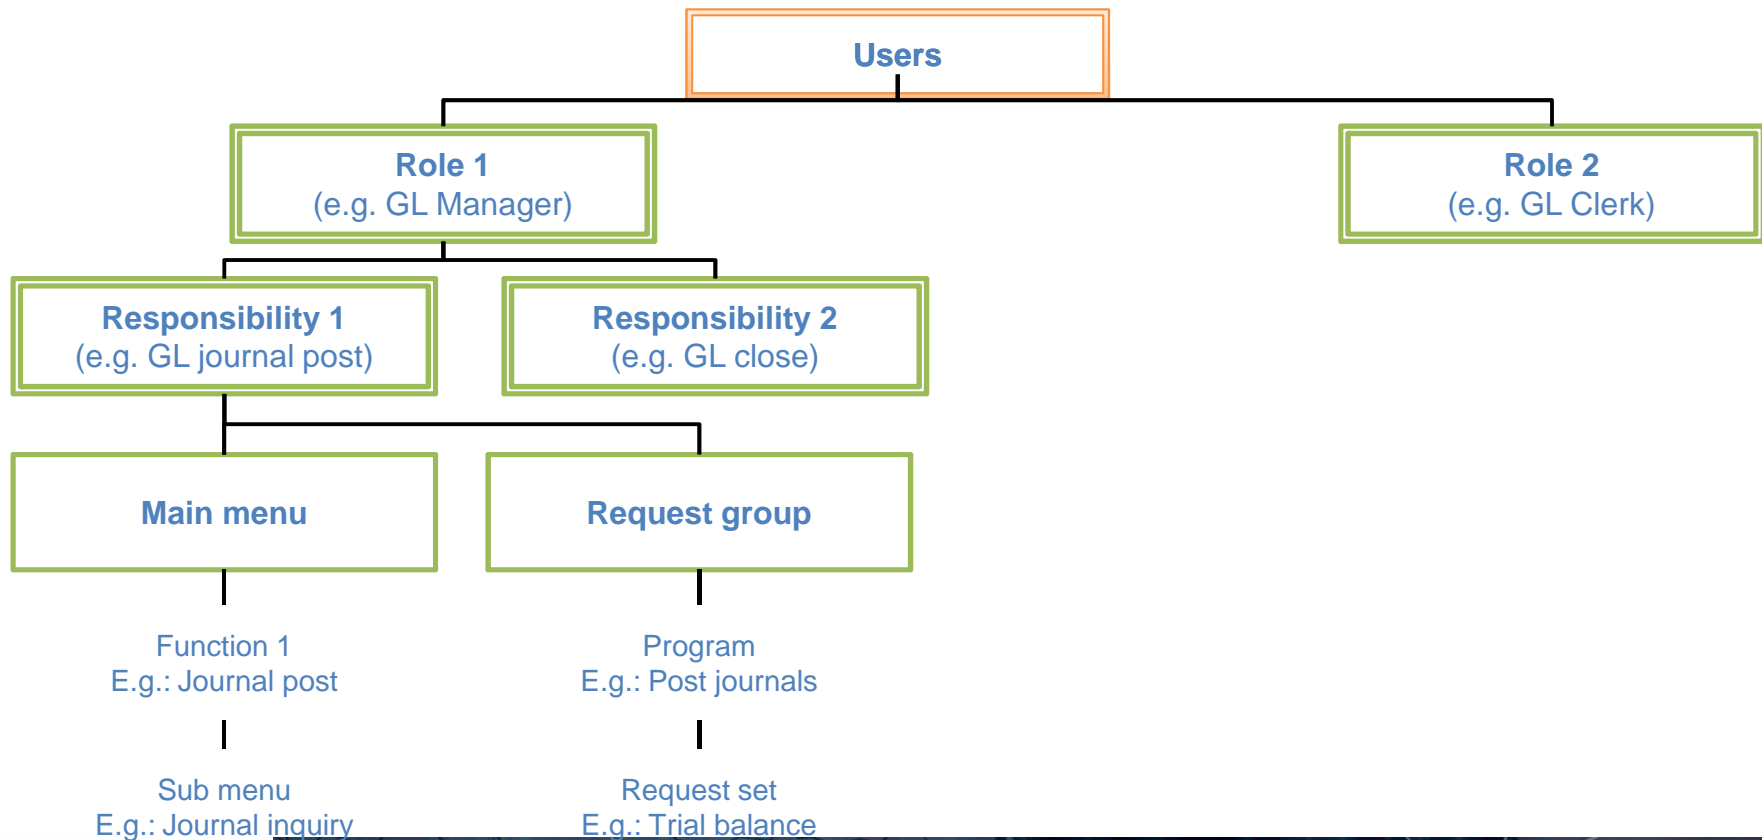 Users
Role 1
(e.g. GL Manager)
Role 2
(e.g. GL Clerk)
Responsibility 1
(e.g. GL journal post)
Responsibility 2
(e.g. GL close)
Main menu
Request group
Function 1
E.g.: Journal post
Program
E.g.: Post journals
Sub menu
E.g.: Journal inquiry
Request set
E.g.: Trial balance